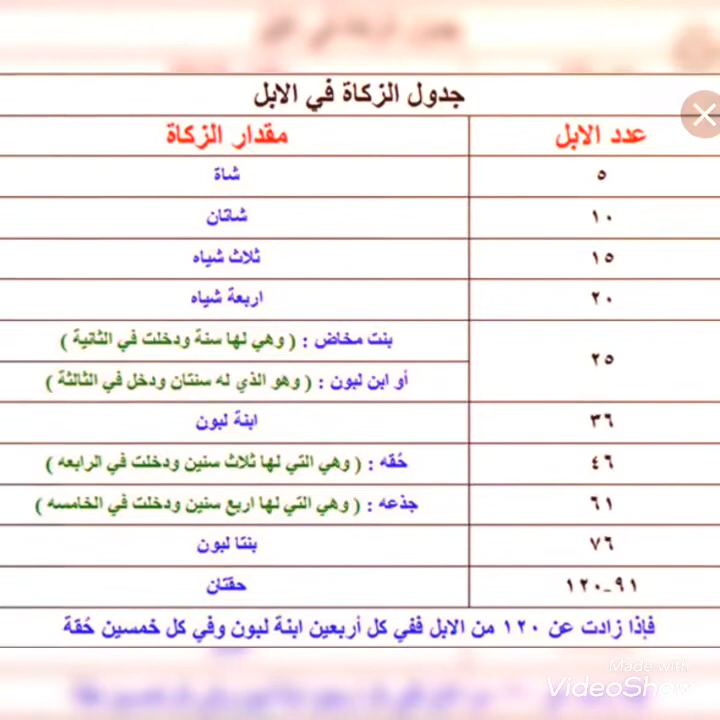 جدول الزكاة في الابل
عدد الابل مقدار الزكاة
٥ شاة
١٠ شاتان
١٥ ثلاث شياه
٢٠ اربعة شياه
٢٥ بنت مخاض : ( وهي لها سنة ودخلت في الثانية )
أو ابن لبون : ( وهو الذي له سنتان ودخل في الثالثة )
٣٦ ابنة لبون
٤٦ حُقه : ( وهي التي لها ثلاث سنين ودخلت في الرابعه )
٦١ جذعه : ( وهي التي لها اربع سنين ودخلت في الخامسه )
٧٦ بنتا لبون
٩١-١٢٠ حقتان
فإذا زادت عن ١٢٠ من الابل ففي كل أربعين ابنة لبون وفي كل خمسين حُقة
Made with
VideoShow